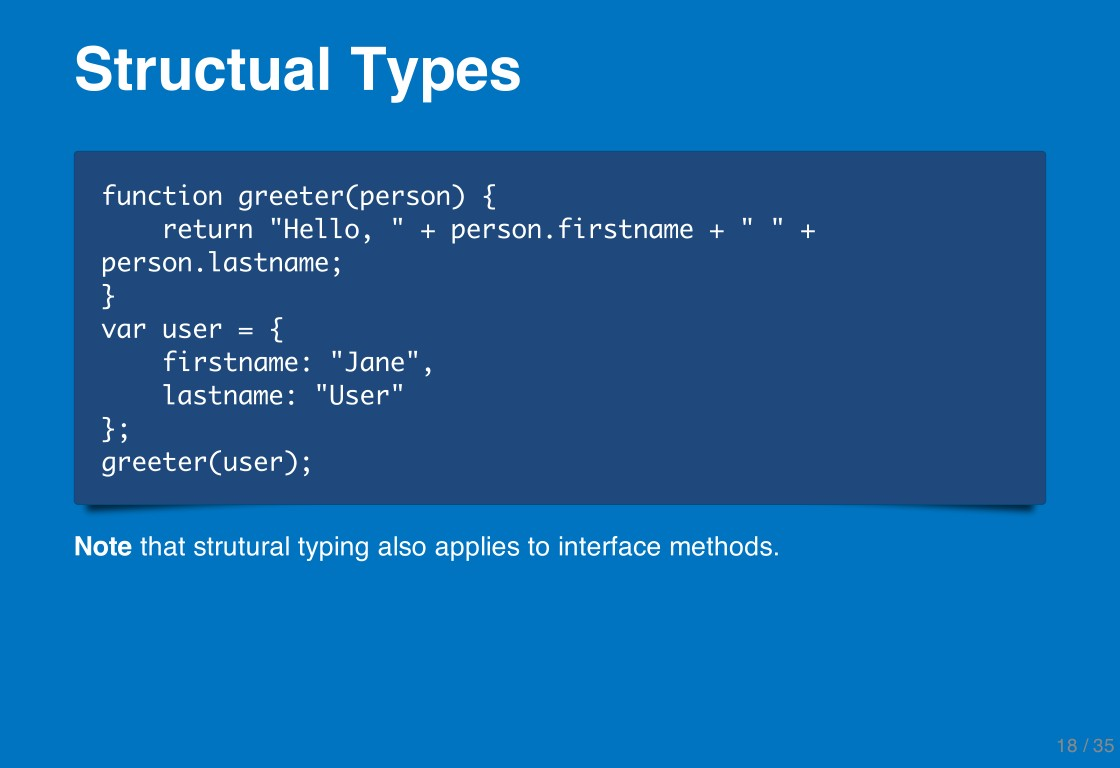 Structual Types
function greeter(person) {
    return "Hello, " + person.firstname + " " +
person.lastname;
}
var user = {
    firstname: "Jane",
    lastname: "User"
};
greeter(user);
Note that strutural typing also applies to interface methods.
18 / 35